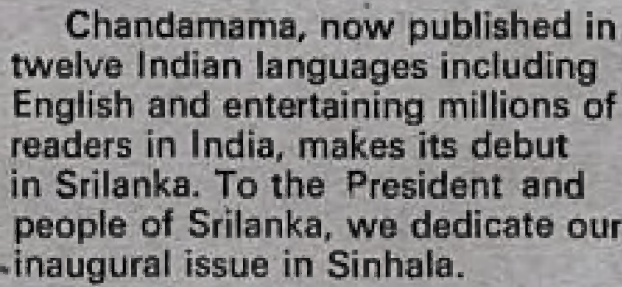 Chandamama, now published in
twelve Indian languages including
English and entertaining millions of
readers in India, makes its debut
in Srilanka. To the President and
people of Srilanka, we dedicate our
inaugural issue in Sinhala.